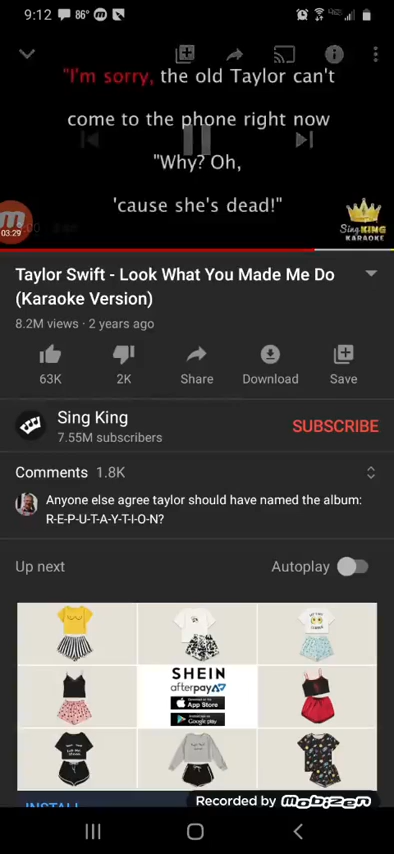 9:12
86°
"I'm sorry, the old Taylor can't
come to the phone right now
"Why? Oh,
'cause she's dead!"
Sing KING
KARAOKE
03:29
Taylor Swift - Look What You Made Me Do
(Karaoke Version)
8.2M views · 2 years ago
63K
2K
Share
Download
Save
Sing King
7.55M subscribers
SUBSCRIBE
Comments 1.8K
Anyone else agree taylor should have named the album:
R-E-P-U-T-A-Y-T-I-O-N?
Up next
Autoplay
SHEIN
afterpay
App Store
Google play
INSTALL
Recorded by mobizen